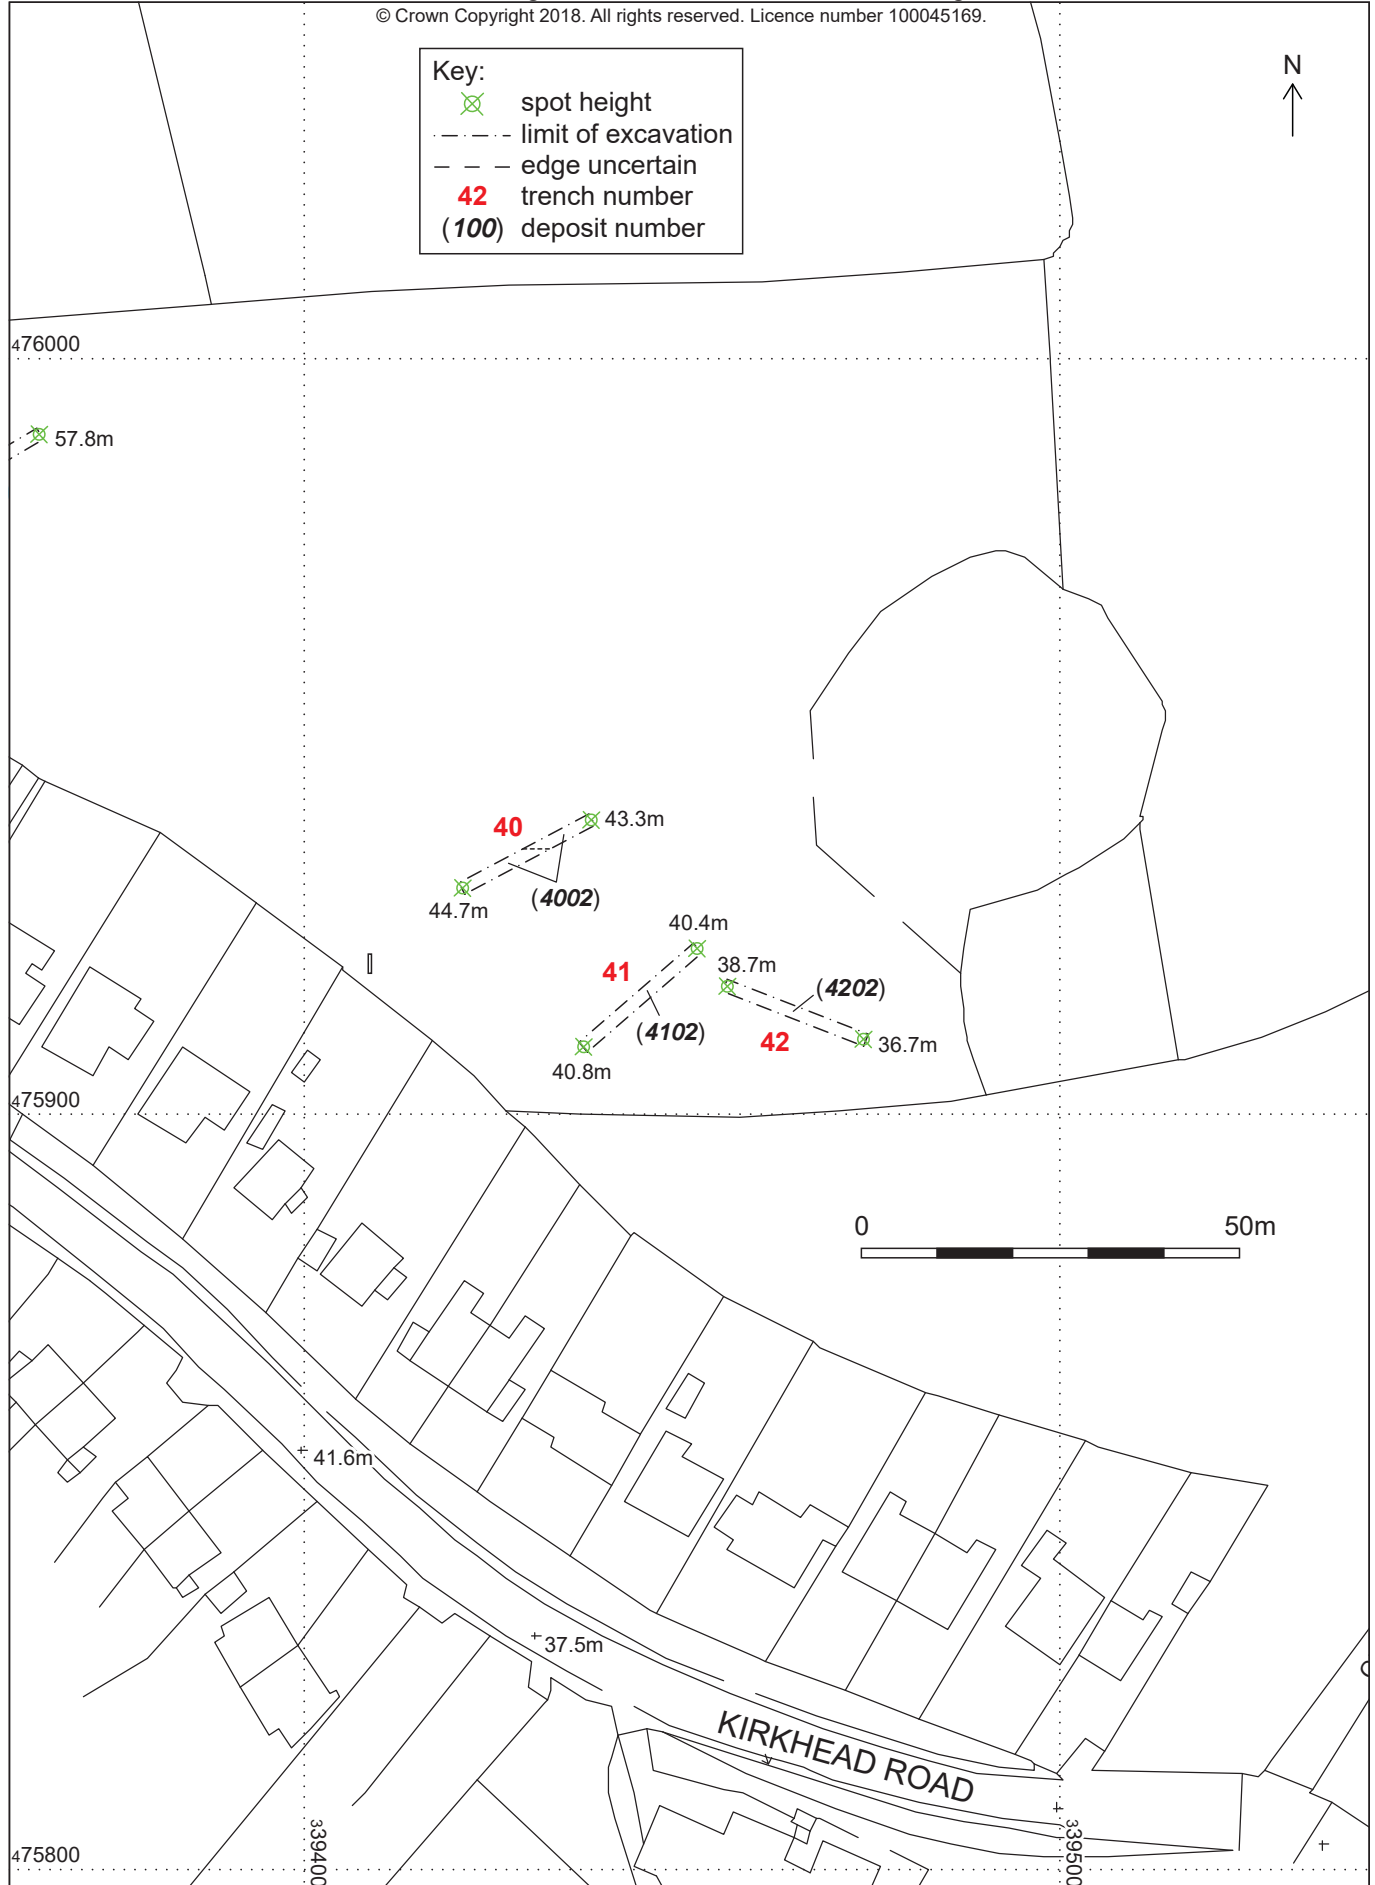 © Crown Copyright 2018. All rights reserved. Licence number 100045169.
Key:
spot height
limit of excavation
edge uncertain
42 trench number
(100) deposit number
N
476000
57.8m
40
43.3m
44.7m
(4002)
40.4m
41
38.7m
(4202)
(4102)
42
36.7m
40.8m
475900
0 50m
41.6m
37.5m
KIRKHEAD ROAD
339400
339500
475800